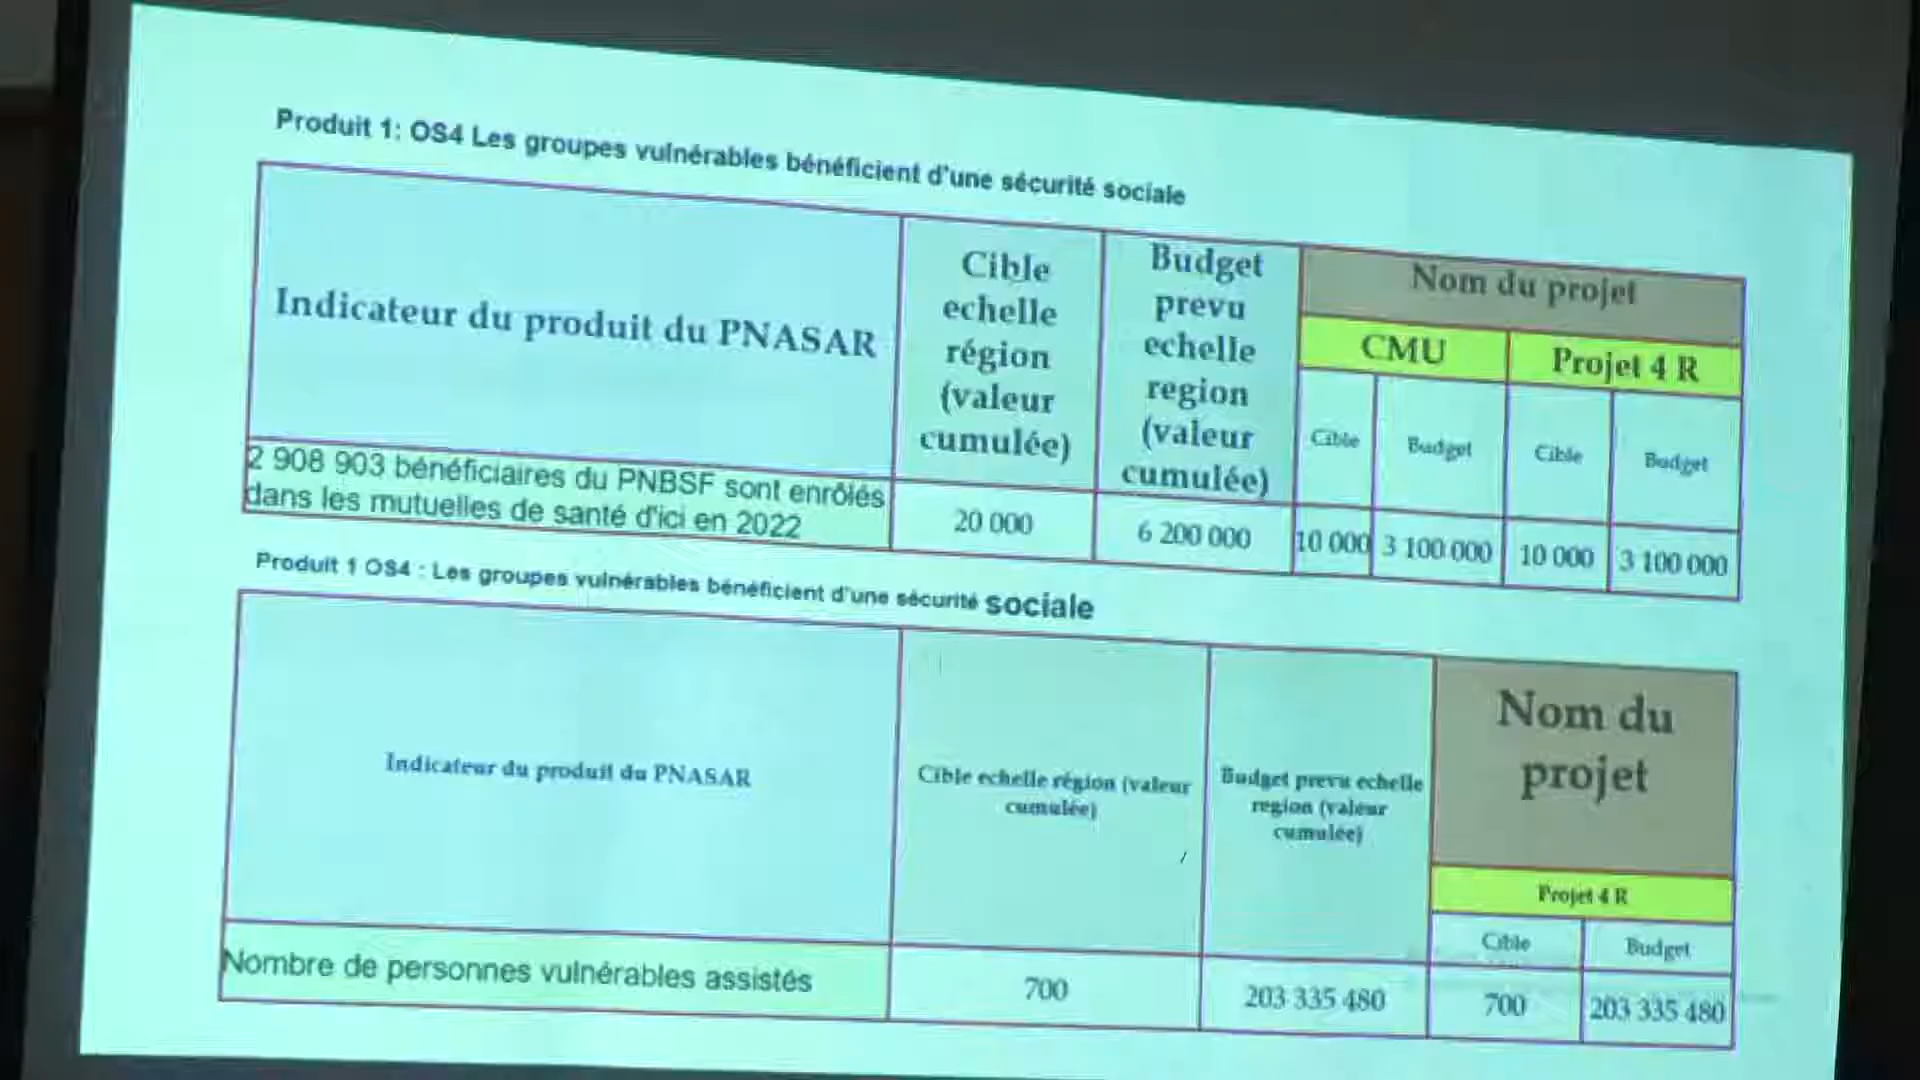 Produit 1: OS4 Les groupes vulnérables bénéficient d'une sécurité sociale
Indicateur du produit du PNASAR
Cible
echelle
région
(valeur
cumulée)
Budget
prevu
echelle
region
(valeur
cumulée)
Nom du projet
CMU
Projet 4 R
Cible
Budget
Cible
Budget
2 908 903 bénéficiaires du PNBSF sont enrôlés
dans les mutuelles de santé d'ici en 2022
20 000
6 200 000
10 000
3 100 000
10 000
3 100 000
Produit 1 OS4 : Les groupes vulnérables bénéficient d'une sécurité sociale
Indicateur du produit du PNASAR
Cible echelle région (valeur
cumulée)
Budget prevu echelle
region (valeur
cumulée)
Nom du
projet
Projet 4 R
Cible
Budget
Nombre de personnes vulnérables assistés
700
203 335 480
700
203 335 480